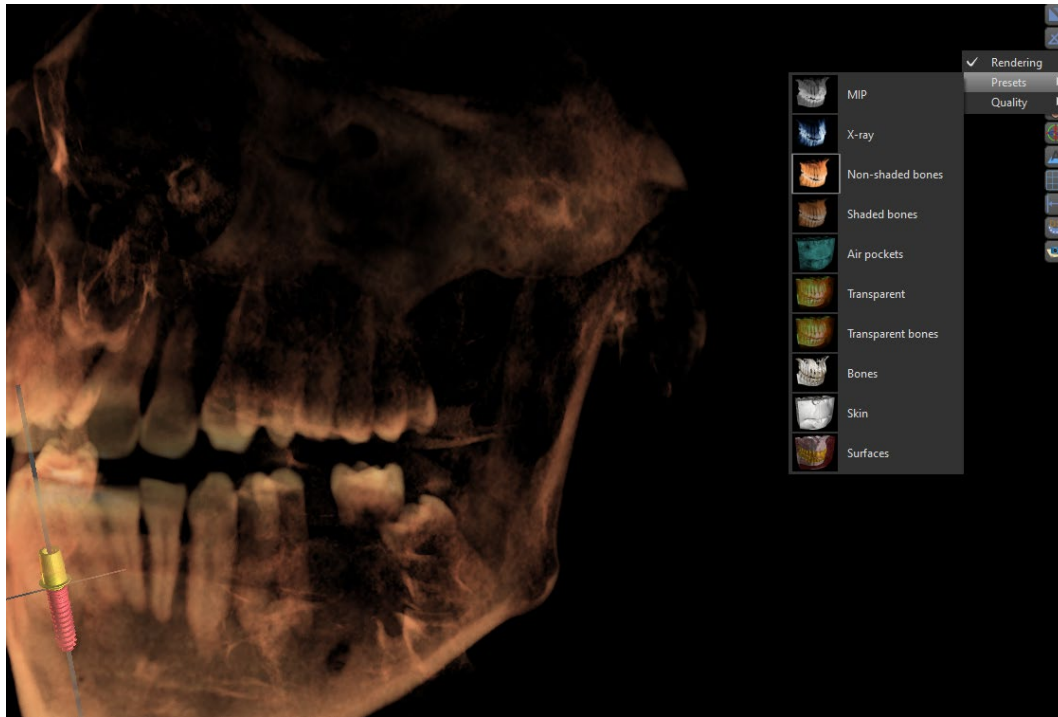 Rendering
Presets
Quality
MIP
X-ray
Non-shaded bones
Shaded bones
Air pockets
Transparent
Transparent bones
Bones
Skin
Surfaces